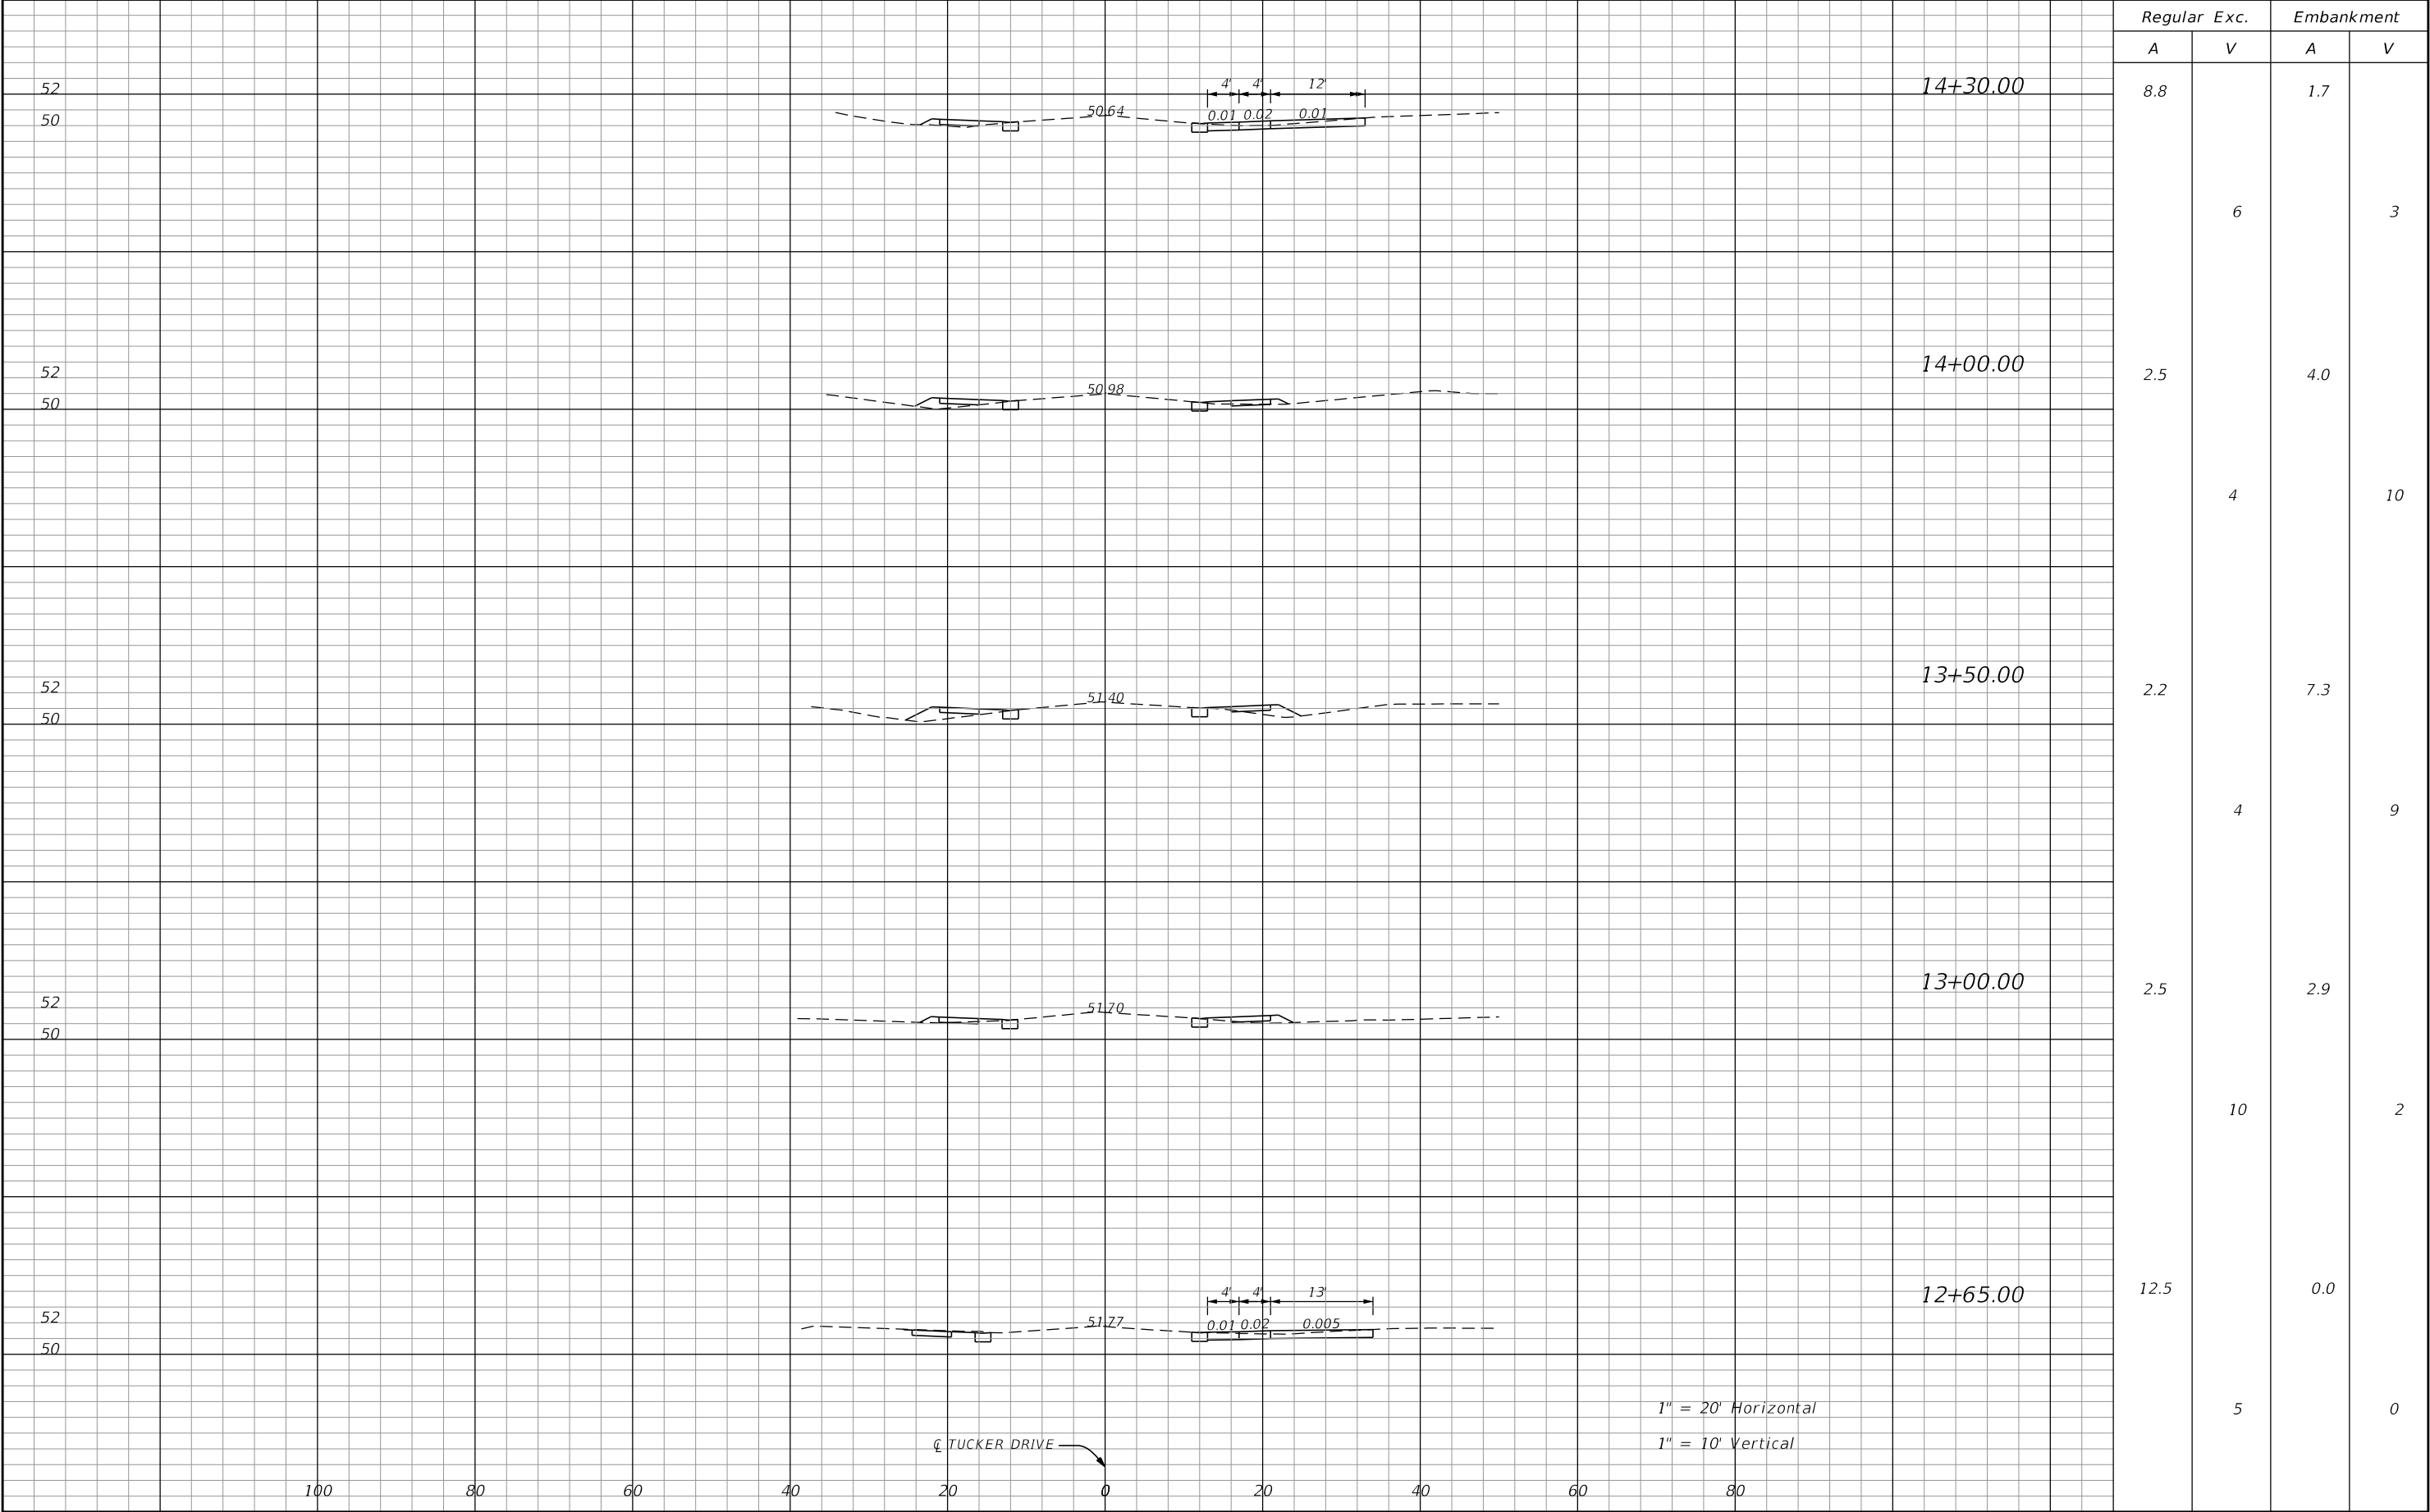 Regular Exc. Embankment
A V A V
4' 4' 12'
52 14+30.00 8.8 1.7
50 50.64 0.01 0.02 0.01
6 3
52 14+00.00 2.5 4.0
50 50.98
4 10
52 13+50.00 2.2 7.3
50 51.40
4 9
52 13+00.00 2.5 2.9
50 51.70
10 2
4' 4' 13' 12+65.00 12.5 0.0
52 51.77 0.01 0.02 0.005
50
1" = 20' Horizontal 5 0
℄ TUCKER DRIVE 1" = 10' Vertical
100 80 60 40 20 0 20 40 60 80